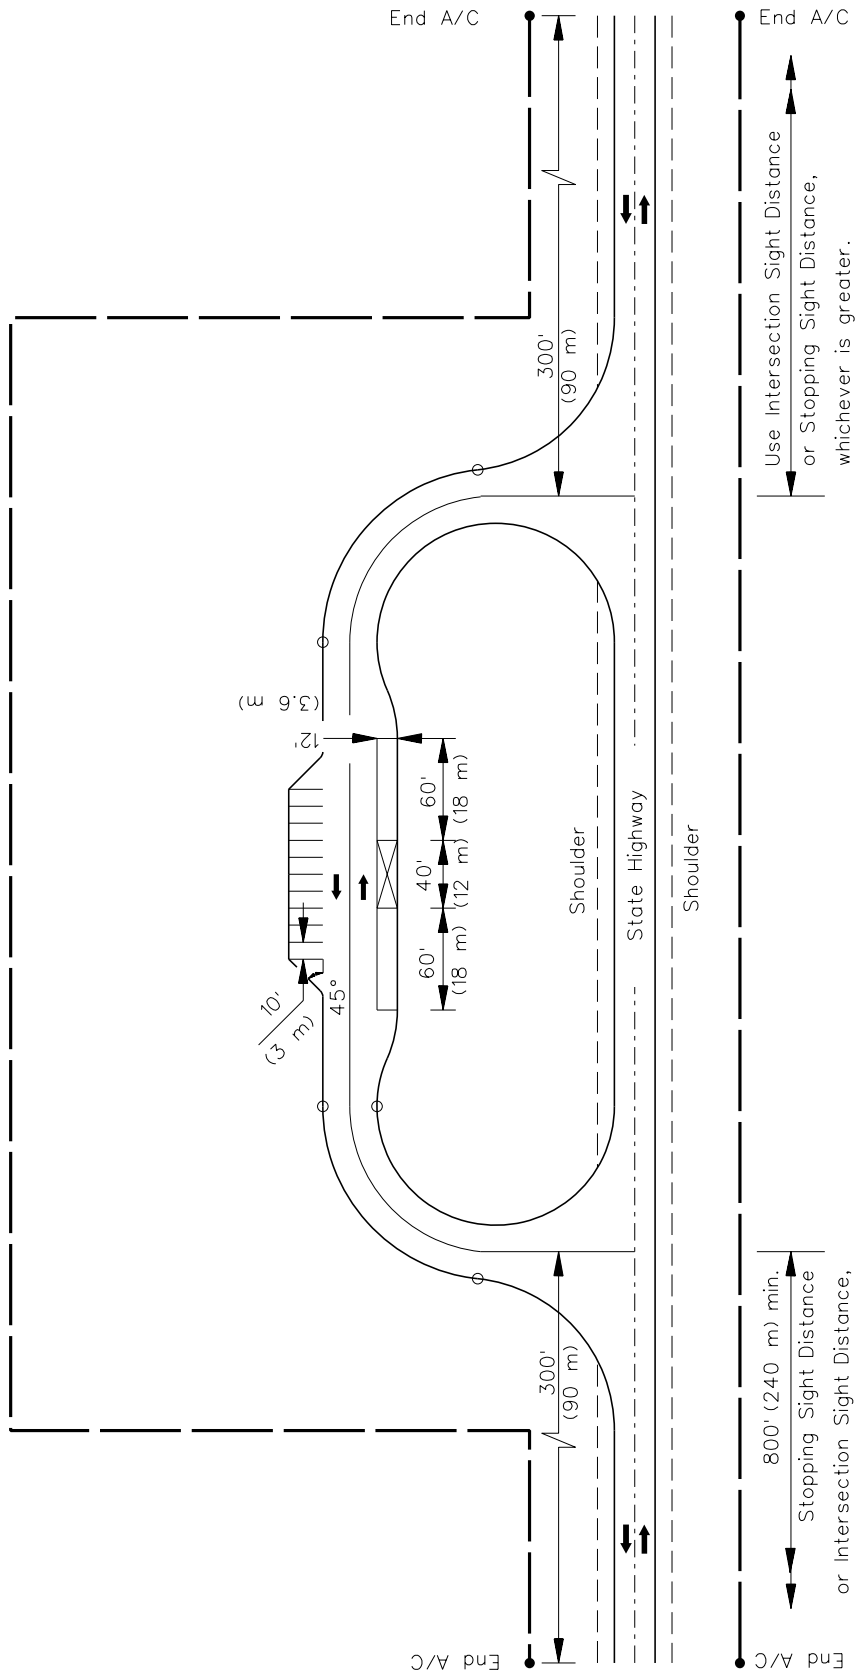 End A/C
End A/C
300'
(90 m)
Use Intersection Sight Distance
or Stopping Sight Distance,
whichever is greater.
12'
(3.6 m)
60'
(18 m)
40'
(12 m)
60'
(18 m)
10'
(3 m)
45°
Shoulder
State Highway
Shoulder
300'
(90 m)
800' (240 m) min.
Stopping Sight Distance
or Intersection Sight Distance,
End A/C
End A/C